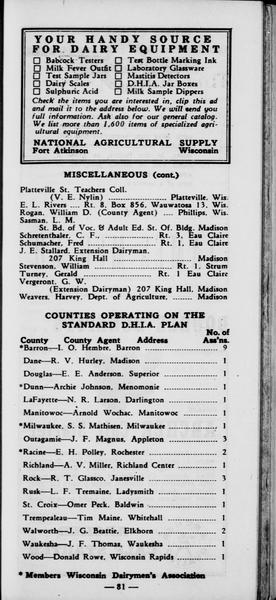 YOUR HANDY SOURCE
FOR DAIRY EQUIPMENT
☐ Babcock Testers ☐ Test Bottle Marking Ink
☐ Milk Fever Outfit ☐ Laboratory Glassware
☐ Test Sample Jars ☐ Mastitis Detectors
☐ Dairy Scales ☐ D.H.I.A. Jar Boxes
☐ Sulphuric Acid ☐ Milk Sample Dippers
Check the items you are interested in, clip this ad
and mail it to the address below. We will send you
full information. Ask also for our general catalog.
We list more than 1,600 items of specialized agri-
cultural equipment.
NATIONAL AGRICULTURAL SUPPLY
Fort Atkinson Wisconsin
MISCELLANEOUS (cont.)
Platteville St. Teachers Coll.
(V. E. Nylin) .......... Platteville, Wis.
E. L. Rivers .... Rt. 8, Box 856, Wauwatosa 13, Wis.
Rogan, William D. (County Agent) .... Phillips, Wis.
Sasman, L. M.
St. Bd. of Voc. & Adult Ed. St. Of. Bldg. Madison
Schretenthaler, C. F., ........ Rt. 3, Eau Claire
Schumacher, Fred ........ Rt. 1, Eau Claire
J. E. Stallard, Extension Dairyman,
207 King Hall ........ Madison
Stevenson, William ........ Rt. 1, Strum
Turney, Gerald ........ Rt. 1, Eau Claire
Vergeront, G. W.
(Extension Dairyman) 207 King Hall, Madison
Weavers, Harvey, Dept. of Agriculture, ...... Madison
COUNTIES OPERATING ON THE
STANDARD D.H.I.A. PLAN
No. of
County County Agent Address Ass'ns.
*Barron—I. O. Hembre, Barron ........ 9
Dane—R. V. Hurley, Madison ........ 1
Douglas—E. E. Anderson, Superior ........ 1
*Dunn—Archie Johnson, Menomonie ........ 1
LaFayette—N. R. Larson, Darlington ........ 1
Manitowoc—Arnold Wochac, Manitowoc ........ 1
*Milwaukee, S. S. Mathisen, Milwaukee ........ 1
Outagamie—J. F. Magnus, Appleton ........ 3
*Racine—E. H. Polley, Rochester ........ 2
Richland—A. V. Miller, Richland Center ........ 1
Rock—R. T. Glassco, Janesville ........ 3
Rusk—L. F. Tremaine, Ladysmith ........ 1
St. Croix—Omer Peck, Baldwin ........ 1
Trempealeau—Tim Maine, Whitehall ........ 1
Walworth—J. G. Beattie, Elkhorn ........ 2
Waukesha—J. F. Thomas, Waukesha ........ 1
Wood—Donald Rowe, Wisconsin Rapids ........ 1
* Members Wisconsin Dairymen's Association
— 81 —